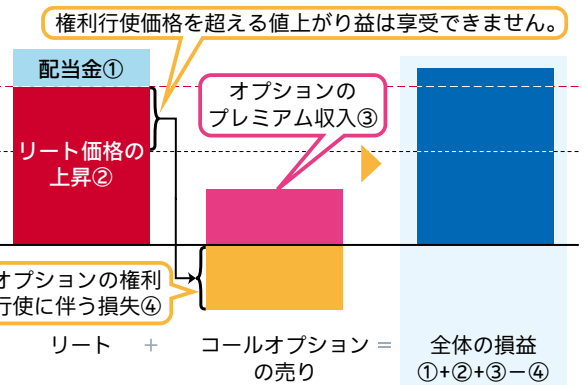 権利行使価格を超える値上がり益は享受できません。
配当金①
オプションの
プレミアム収入③
リート価格の
上昇②
オプションの権利
行使に伴う損失④
リート
+
コールオプション
の売り
=
全体の損益
①+②+③－④